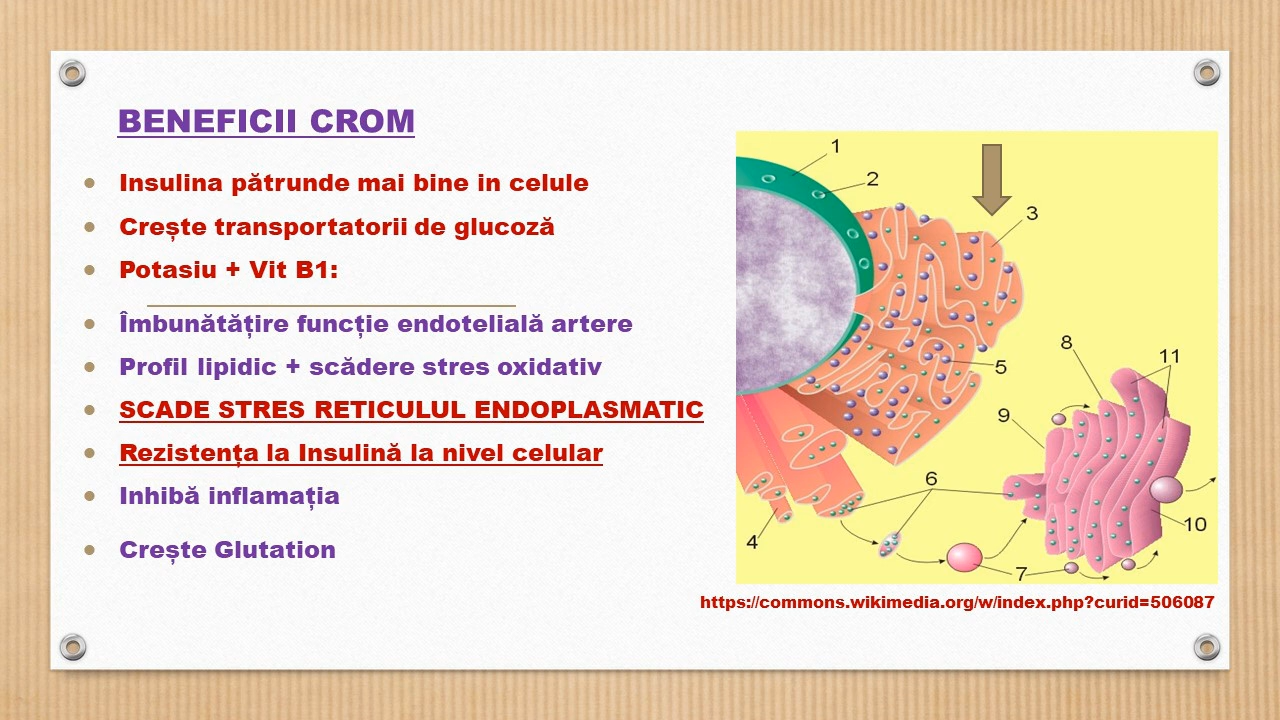 BENEFICII CROM
Insulina pătrunde mai bine in celule
Crește transportatorii de glucoză
Potasiu + Vit B1:
Îmbunătățire funcție endotelială artere
Profil lipidic + scădere stres oxidativ
SCADE STRES RETICULUL ENDOPLASMATIC
Rezistența la Insulină la nivel celular
Inhibă inflamația
Crește Glutation
1
2
3
5
8
11
9
6
10
4
7
https://commons.wikimedia.org/w/index.php?curid=506087